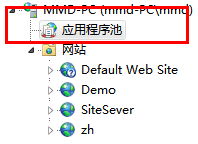 MMD-PC (mmd-PC\mmd)
应用程序池
网站
Default Web Site
Demo
SiteSever
zh